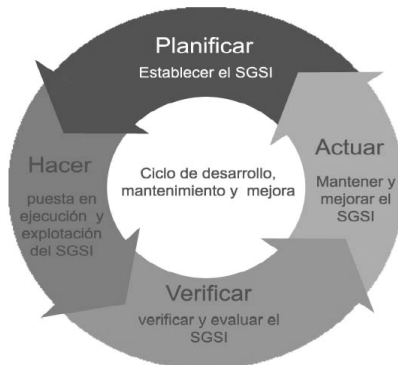 Planificar
Establecer el SGSI
Hacer
puesta en
ejecución y
explotación
del SGSI
Ciclo de desarrollo,
mantenimiento y mejora
Actuar
Mantener y
mejorar el
SGSI
Verificar
verificar y evaluar el
SGSI